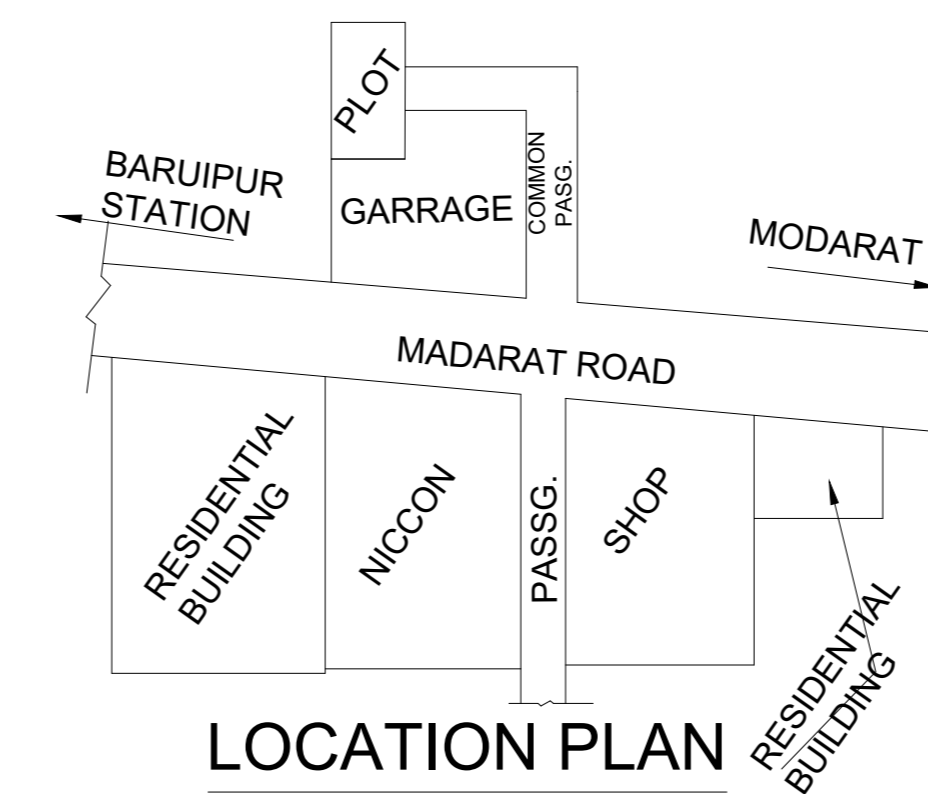 PLOT
COMMON
PASG.
BARUIPUR
STATION
GARRAGE
MODARAT
MADARAT ROAD
RESIDENTIAL
BUILDING
NICCON
PASSG.
SHOP
RESIDENTIAL
BUILDING
LOCATION PLAN